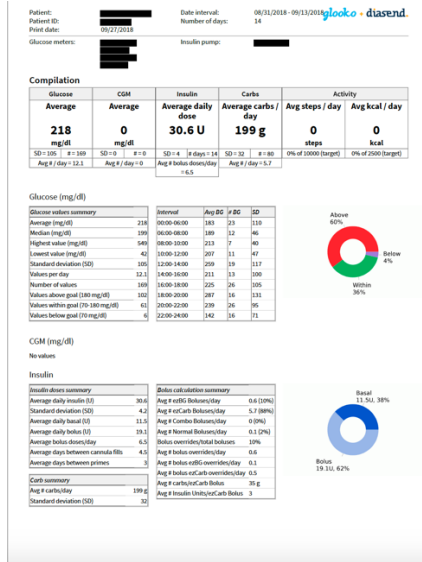 Patient:
Patient ID:
Print date: 09/27/2018
Date interval: 08/31/2018 - 09/13/2018
Number of days: 14
glooko · diasend.
Glucose meters:
Insulin pump:
Compilation
Glucose CGM Insulin Carbs Activity
Average Average Average daily dose Average carbs / day Avg steps / day Avg kcal / day
218 0 30.6 U 199 g 0 0
mg/dl mg/dl steps kcal
SD=105 #=169 SD=0 #=0 SD=4 # days=14 SD=32 #=80 0% of 10000 (target) 0% of 2500 (target)
Avg # / day=12.1 Avg # / day=0 Avg # bolus doses/day =6.5 Avg # / day=5.7
Glucose (mg/dl)
Glucose values summary
Average (mg/dl) 218
Median (mg/dl) 199
Highest value (mg/dl) 549
Lowest value (mg/dl) 42
Standard deviation (SD) 105
Values per day 12.1
Number of values 169
Values above goal (180 mg/dl) 102
Values within goal (70-180 mg/dl) 61
Values below goal (70 mg/dl) 6
Interval Avg BG # BG SD
00:00-06:00 183 23 110
06:00-08:00 189 12 46
08:00-10:00 213 7 40
10:00-12:00 207 11 47
12:00-14:00 259 19 117
14:00-16:00 211 13 100
16:00-18:00 225 26 105
18:00-20:00 287 16 131
20:00-22:00 239 26 95
22:00-24:00 142 16 71
Above
60%
Below
4%
Within
36%
CGM (mg/dl)
No values
Insulin
Insulin doses summary
Average daily insulin (U) 30.6
Standard deviation (SD) 4.2
Average daily basal (U) 11.5
Average daily bolus (U) 19.1
Average bolus doses/day 6.5
Average days between cannula fills 4.5
Average days between primes 3
Carb summary
Avg # carbs/day 199 g
Standard deviation (SD) 32
Bolus calculation summary
Avg # ezBG Boluses/day 0.6 (10%)
Avg # ezCarb Boluses/day 5.7 (88%)
Avg # Combo Boluses/day 0 (0%)
Avg # Normal Boluses/day 0.1 (2%)
Bolus overrides/total boluses 10%
Avg # bolus overrides/day 0.6
Avg # bolus ezBG overrides/day 0.1
Avg # bolus ezCarb overrides/day 0.5
Avg # carbs/ezCarb Bolus 35 g
Avg # Insulin Units/ezCarb Bolus 3
Basal
11.5U, 38%
Bolus
19.1U, 62%